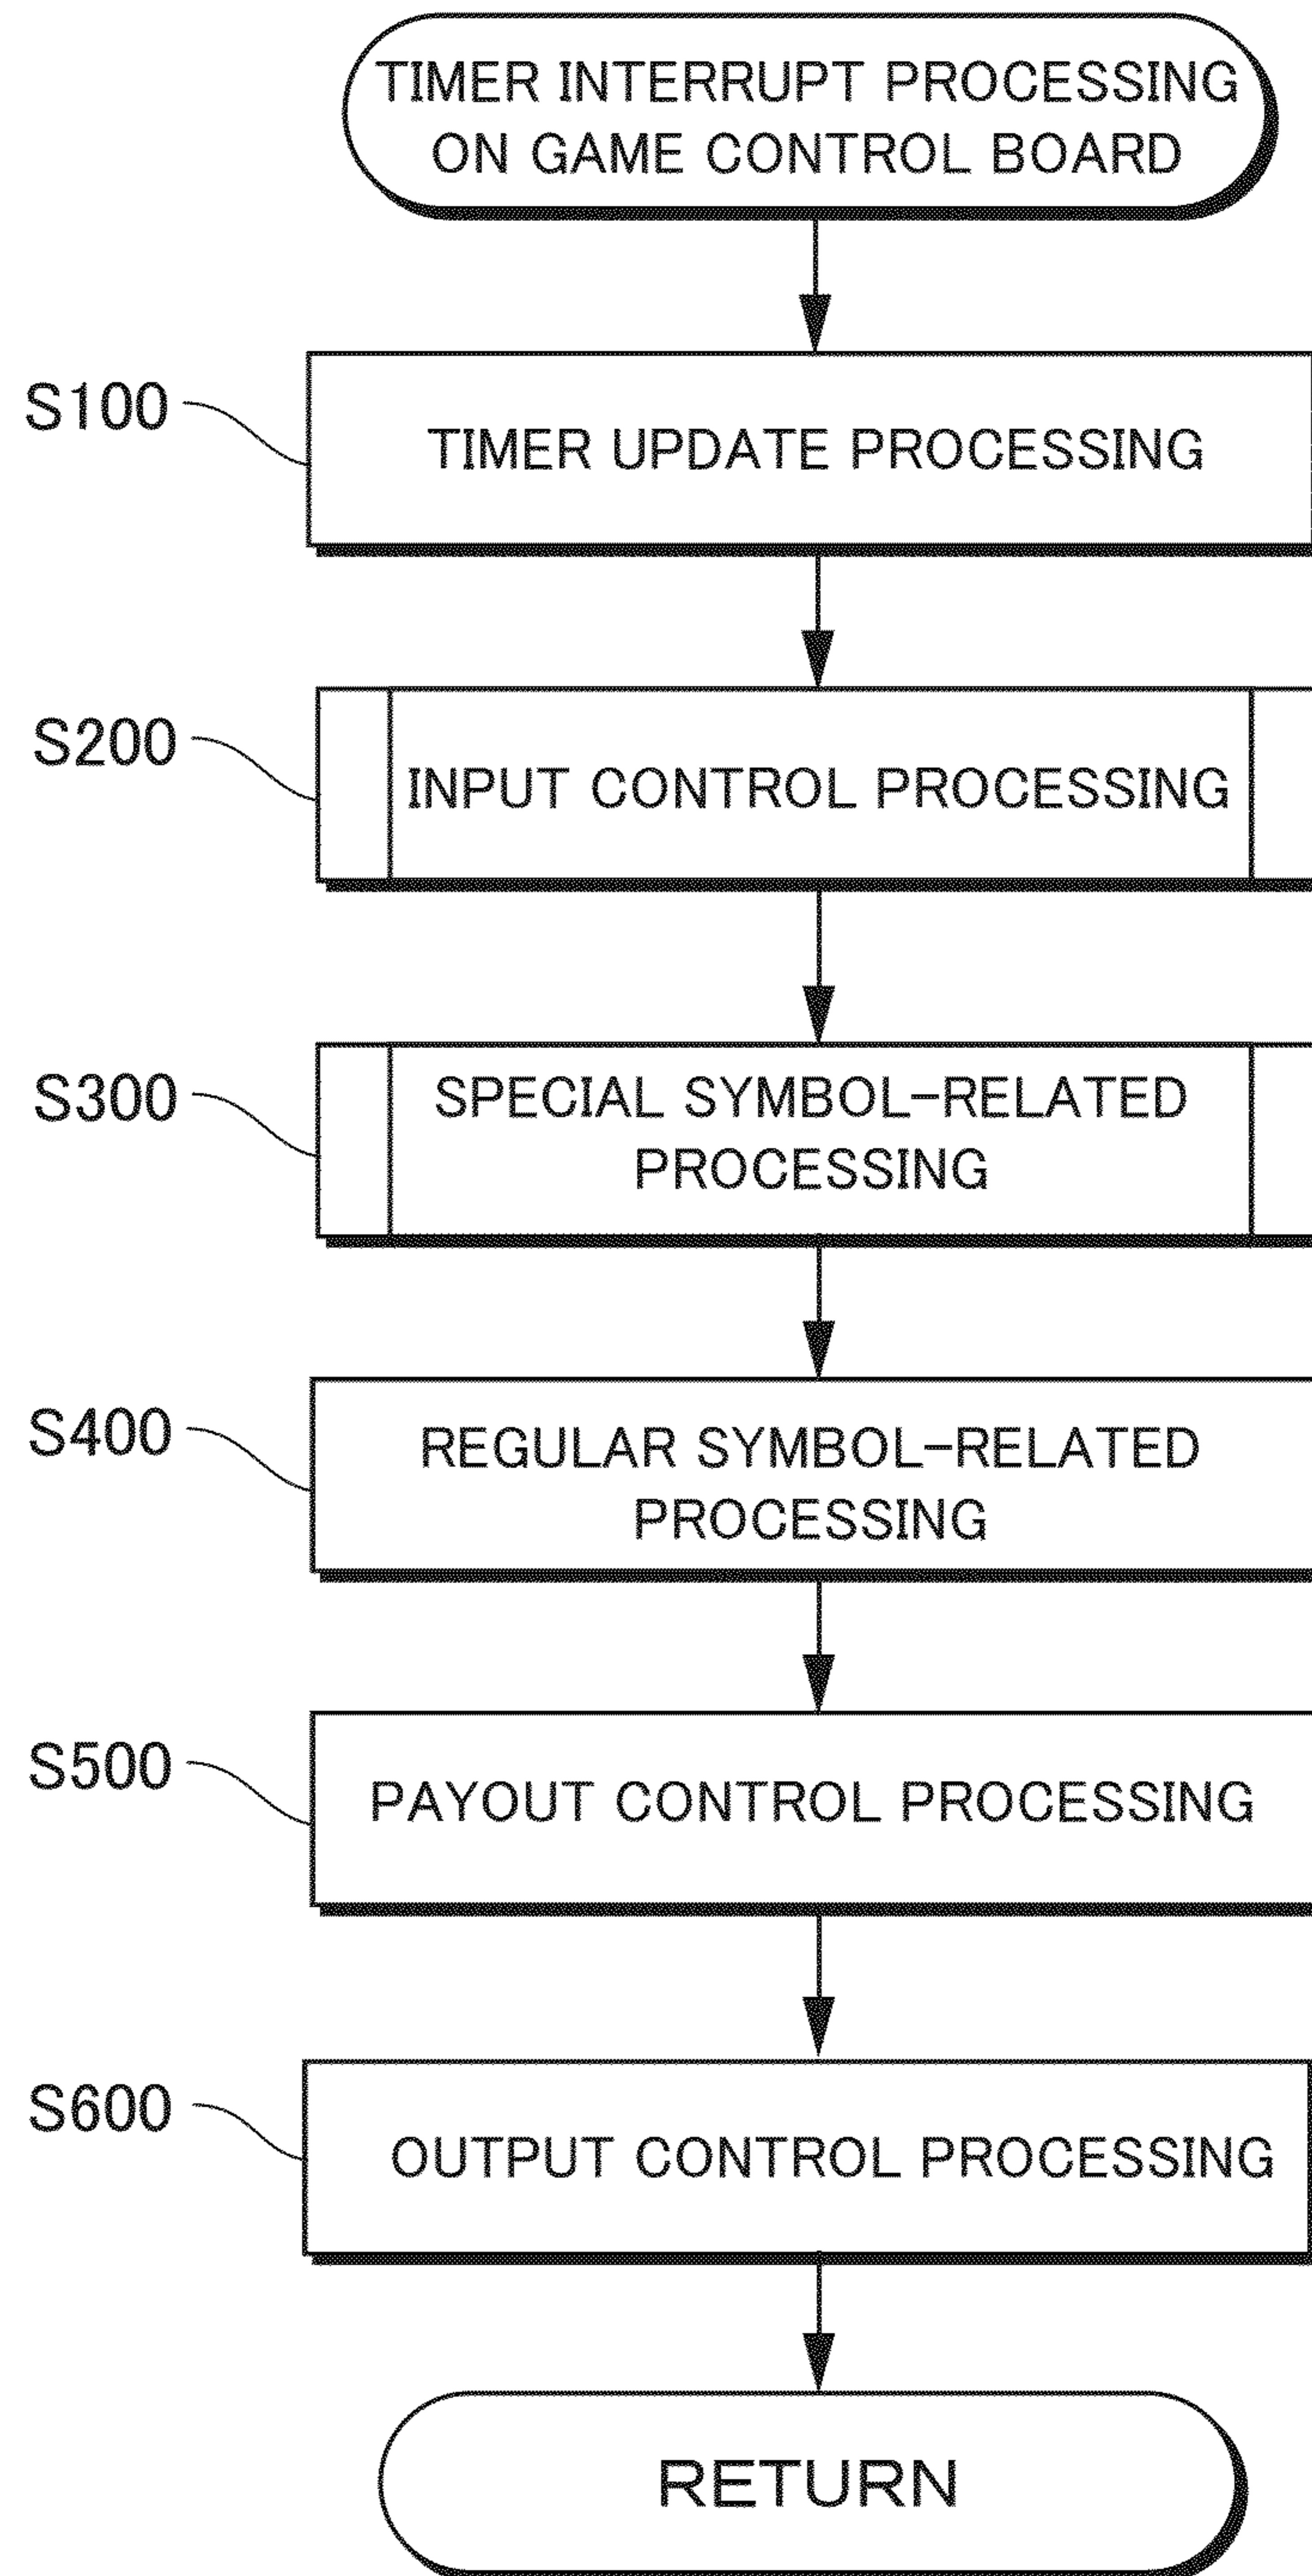 TIMER INTERRUPT PROCESSING
ON GAME CONTROL BOARD
S100
TIMER UPDATE PROCESSING
S200
INPUT CONTROL PROCESSING
S300
SPECIAL SYMBOL-RELATED
PROCESSING
S400
REGULAR SYMBOL-RELATED
PROCESSING
S500
PAYOUT CONTROL PROCESSING
S600
OUTPUT CONTROL PROCESSING
RETURN